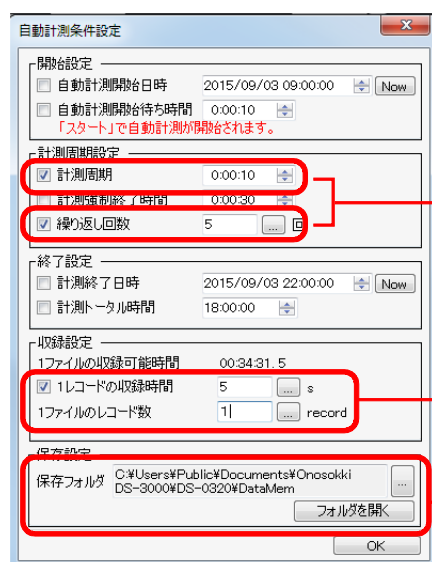 自動計測条件設定
開始設定
自動計測開始日時 2015/09/03 09:00:00 Now
自動計測開始待ち時間 0:00:10
「スタート」で自動計測が開始されます。
計測周期設定
計測周期 0:00:10
計測強制終了時間 0:00:30
繰り返し回数 5 ... 回
終了設定
計測終了日時 2015/09/03 22:00:00 Now
計測トータル時間 18:00:00
収録設定
1ファイルの収録可能時間 00:34:31.5
1レコードの収録時間 5 ... s
1ファイルのレコード数 1 ... record
保存設定
保存フォルダ C:¥Users¥Public¥Documents¥Onosokki
DS-3000¥DS-0320¥DataMem ...
フォルダを開く
OK